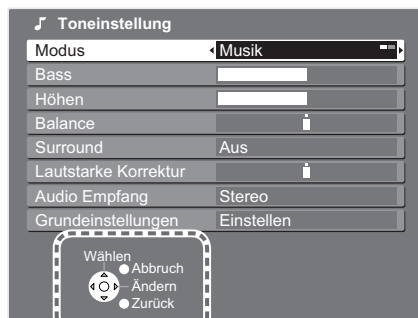 Toneinstellung
Modus Musik
Bass
Höhen
Balance
Surround Aus
Lautstarke Korrektur
Audio Empfang Stereo
Grundeinstellungen Einstellen
Wählen
Abbruch
Ändern
Zurück